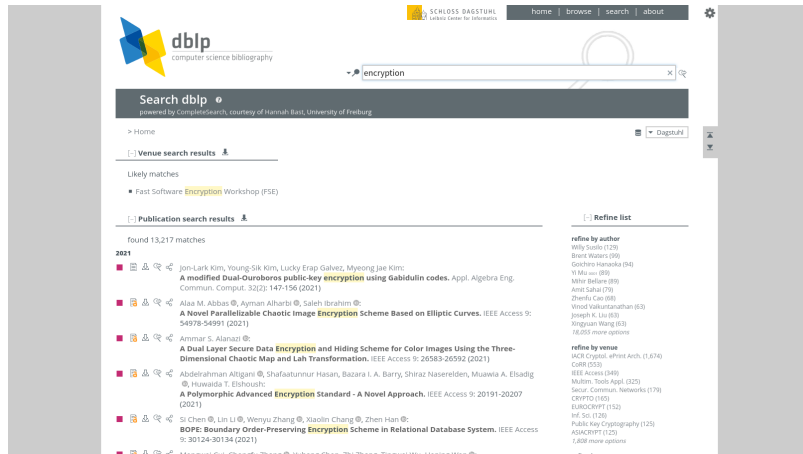 SCHLOSS DAGSTUHL
Leibniz Center for Informatics
home | browse | search | about
dblp
computer science bibliography
encryption
Search dblp
powered by CompleteSearch, courtesy of Hannah Bast, University of Freiburg
> Home
Dagstuhl
[–] Venue search results
Likely matches
Fast Software Encryption Workshop (FSE)
[–] Publication search results
found 13,217 matches
2021
Jon-Lark Kim, Young-Sik Kim, Lucky Erap Galvez, Myeong Jae Kim:
A modified Dual-Ouroboros public-key encryption using Gabidulin codes. Appl. Algebra Eng.
Commun. Comput. 32(2): 147-156 (2021)
Alaa M. Abbas, Ayman Alharbi, Saleh Ibrahim:
A Novel Parallelizable Chaotic Image Encryption Scheme Based on Elliptic Curves. IEEE Access 9:
54978-54991 (2021)
Ammar S. Alanazi:
A Dual Layer Secure Data Encryption and Hiding Scheme for Color Images Using the Three-
Dimensional Chaotic Map and Lah Transformation. IEEE Access 9: 26583-26592 (2021)
Abdelrahman Altigani, Shafaatunnur Hasan, Bazara I. A. Barry, Shiraz Naserelden, Muawia A. Elsadig
, Huwaida T. Elshoush:
A Polymorphic Advanced Encryption Standard - A Novel Approach. IEEE Access 9: 20191-20207
(2021)
Si Chen, Lin Li, Wenyu Zhang, Xiaolin Chang, Zhen Han:
BOPE: Boundary Order-Preserving Encryption Scheme in Relational Database System. IEEE Access
9: 30124-30134 (2021)
[–] Refine list
refine by author
Willy Susilo (129)
Brent Waters (99)
Goichiro Hanaoka (94)
Yi Mu 0001 (89)
Mihir Bellare (89)
Amit Sahai (79)
Zhenfu Cao (68)
Vinod Vaikuntanathan (63)
Joseph K. Liu (63)
Xingyuan Wang (63)
18,055 more options
refine by venue
IACR Cryptol. ePrint Arch. (1,674)
CoRR (553)
IEEE Access (349)
Multim. Tools Appl. (325)
Secur. Commun. Networks (179)
CRYPTO (165)
EUROCRYPT (152)
Inf. Sci. (126)
Public Key Cryptography (125)
ASIACRYPT (125)
1,808 more options